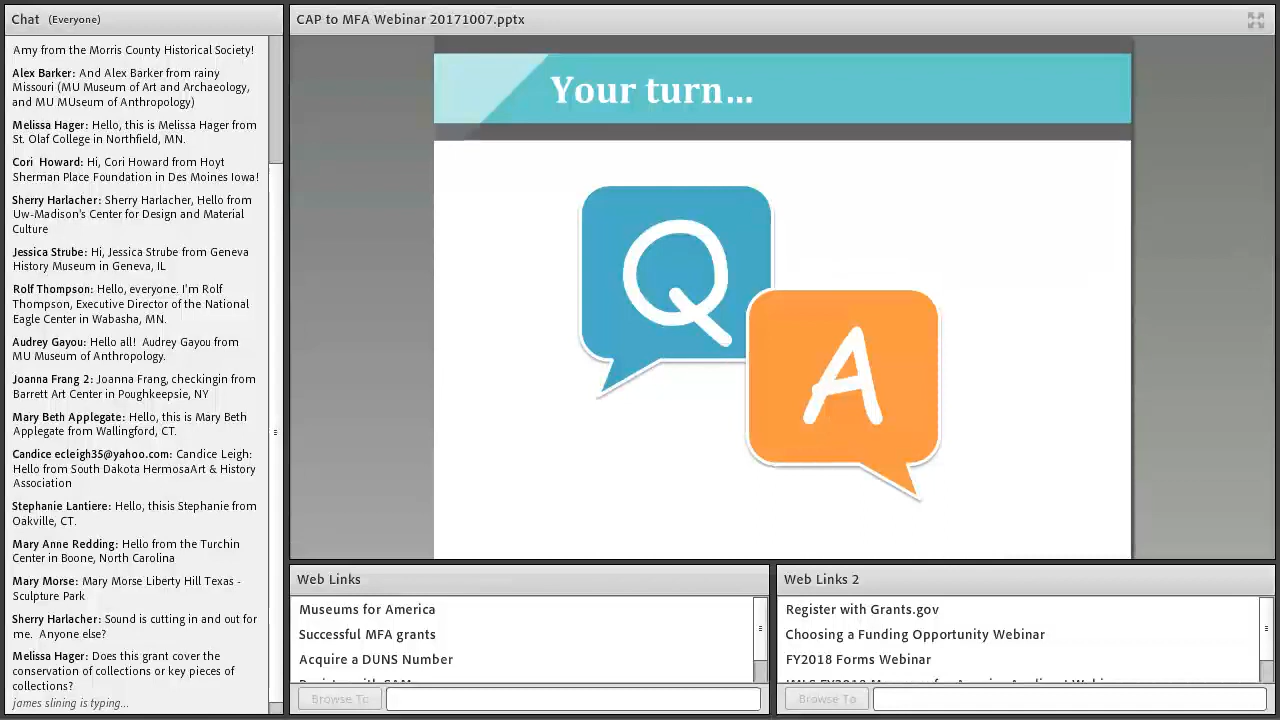 Chat (Everyone)
Amy from the Morris County Historical Society!
Alex Barker: And Alex Barker from rainy
Missouri (MU Museum of Art and Archaeology,
and MU MUseum of Anthropology)
Melissa Hager: Hello, this is Melissa Hager from
St. Olaf College in Northfield, MN.
Cori Howard: Hi, Cori Howard from Hoyt
Sherman Place Foundation in Des Moines Iowa!
Sherry Harlacher: Sherry Harlacher, Hello from
Uw-Madison's Center for Design and Material
Culture
Jessica Strube: Hi, Jessica Strube from Geneva
History Museum in Geneva, IL
Rolf Thompson: Hello, everyone. I'm Rolf
Thompson, Executive Director of the National
Eagle Center in Wabasha, MN.
Audrey Gayou: Hello all! Audrey Gayou from
MU Museum of Anthropology.
Joanna Frang 2: Joanna Frang, checkingin from
Barrett Art Center in Poughkeepsie, NY
Mary Beth Applegate: Hello, this is Mary Beth
Applegate from Wallingford, CT.
Candice ecleigh35@yahoo.com: Candice Leigh:
Hello from South Dakota HermosaArt & History
Association
Stephanie Lantiere: Hello, thisis Stephanie from
Oakville, CT.
Mary Anne Redding: Hello from the Turchin
Center in Boone, North Carolina
Mary Morse: Mary Morse Liberty Hill Texas -
Sculpture Park
Sherry Harlacher: Sound is cutting in and out for
me. Anyone else?
Melissa Hager: Does this grant cover the
conservation of collections or key pieces of
collections?
james slining is typing...
CAP to MFA Webinar 20171007.pptx
Your turn...
Q
A
Web Links
Museums for America
Successful MFA grants
Acquire a DUNS Number
Register with SAM
Browse To
Web Links 2
Register with Grants.gov
Choosing a Funding Opportunity Webinar
FY2018 Forms Webinar
Browse To